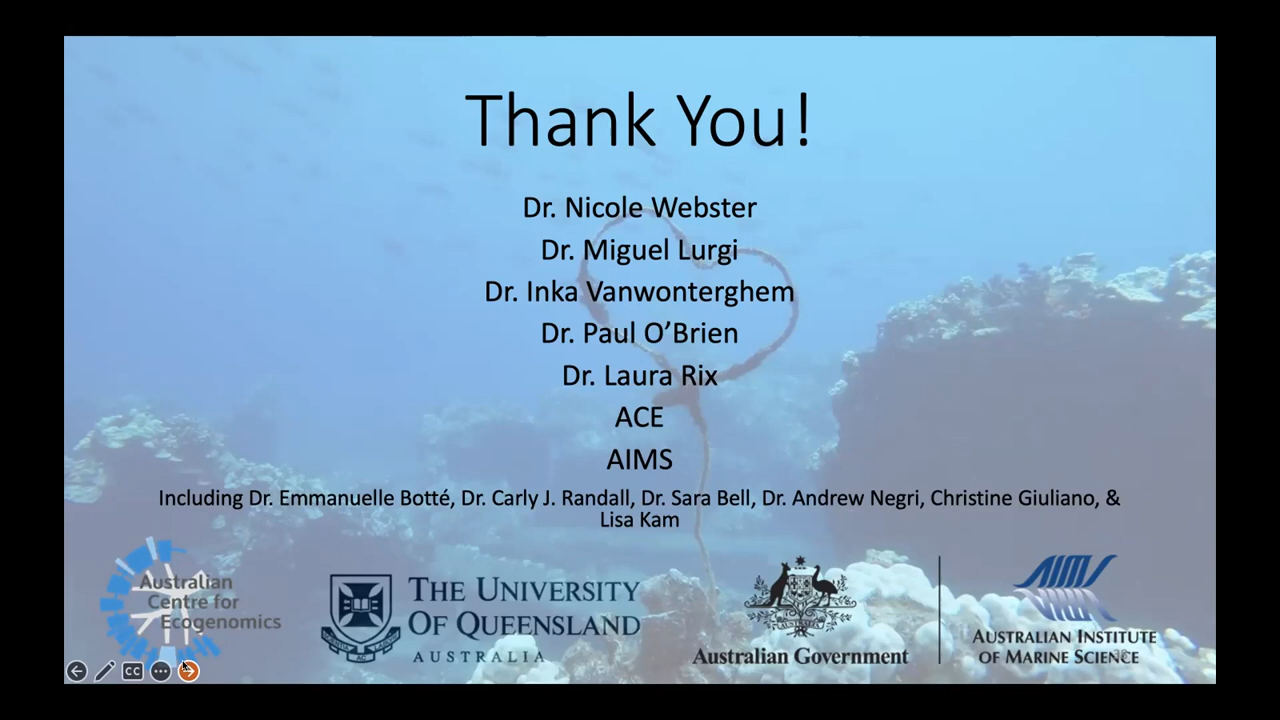 Thank You!
Dr. Nicole Webster
Dr. Miguel Lurgi
Dr. Inka Vanwonterghem
Dr. Paul O’Brien
Dr. Laura Rix
ACE
AIMS
Including Dr. Emmanuelle Botté, Dr. Carly J. Randall, Dr. Sara Bell, Dr. Andrew Negri, Christine Giuliano, &
Lisa Kam
Australian
Centre for
Ecogenomics
THE UNIVERSITY
OF QUEENSLAND
AUSTRALIA
Australian Government
AIMS
AUSTRALIAN INSTITUTE
OF MARINE SCIENCE
CC